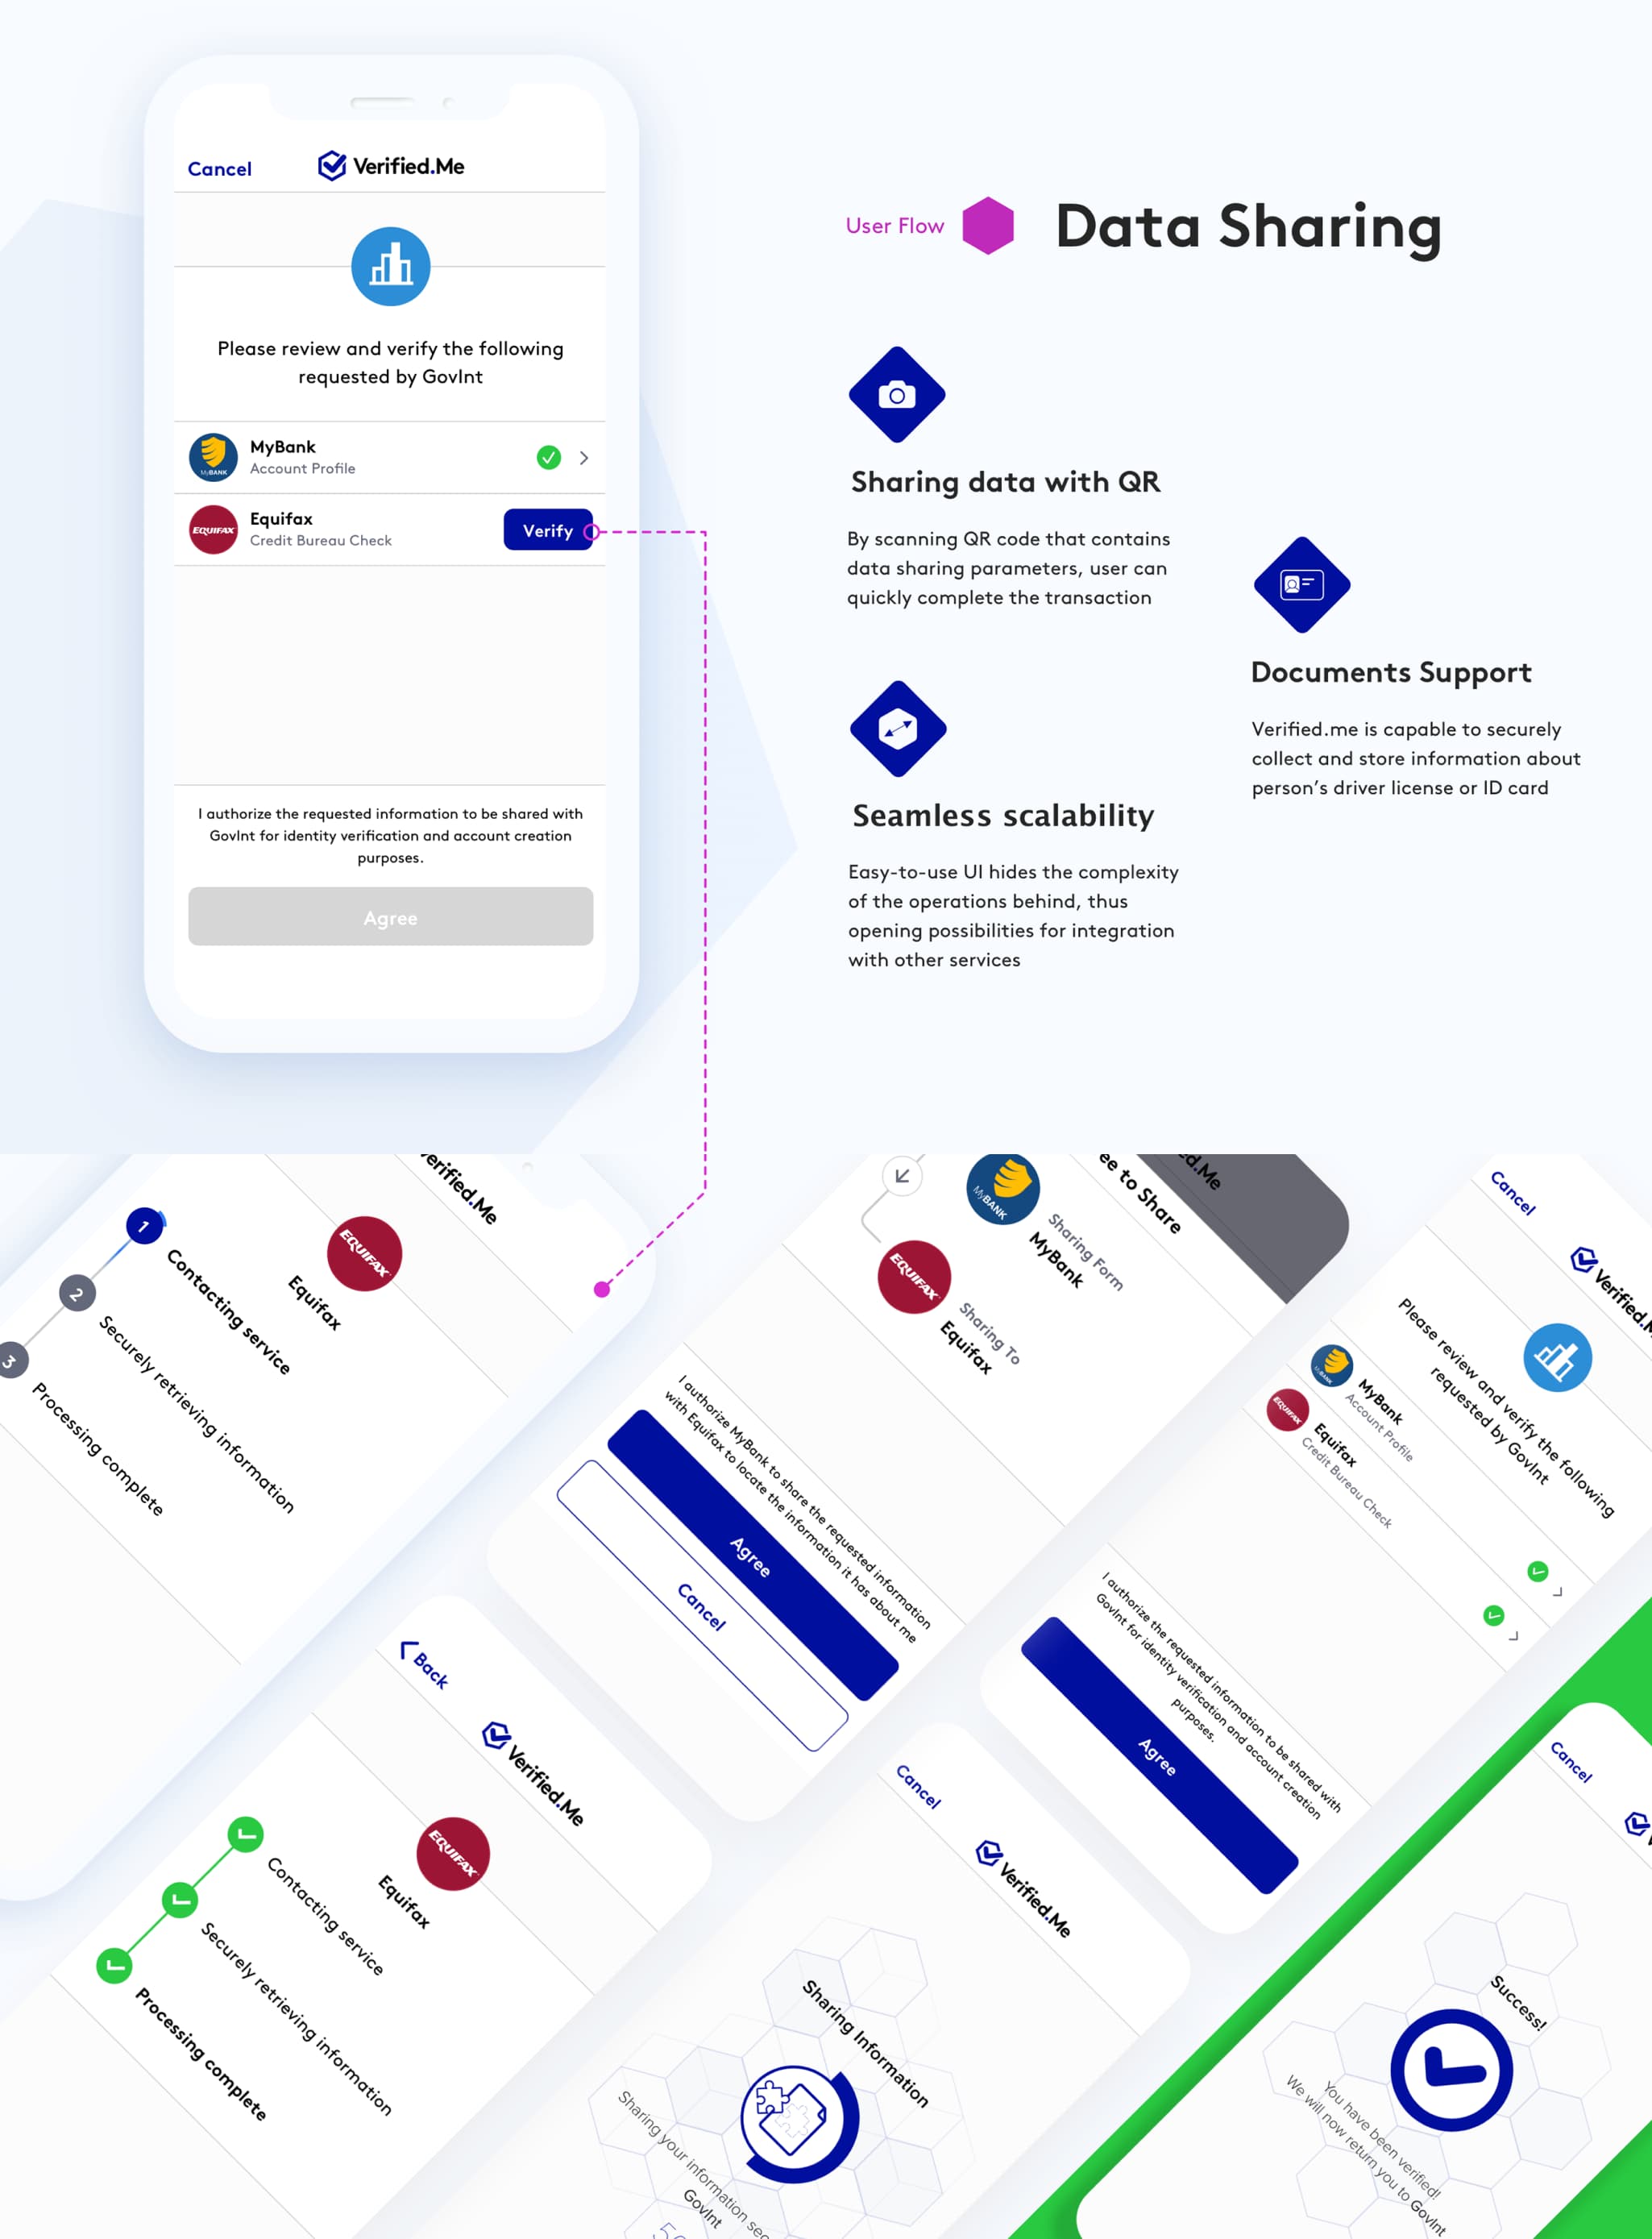 Cancel
Verified.Me
Please review and verify the following
requested by GovInt
MyBANK
MyBank
Account Profile
EQUIFAX
Equifax
Credit Bureau Check
Verify
I authorize the requested information to be shared with
GovInt for identity verification and account creation
purposes.
Agree
User Flow
Data Sharing
Sharing data with QR
By scanning QR code that contains
data sharing parameters, user can
quickly complete the transaction
Documents Support
Verified.me is capable to securely
collect and store information about
person's driver license or ID card
Seamless scalability
Easy-to-use UI hides the complexity
of the operations behind, thus
opening possibilities for integration
with other services
erified.Me
EQUIFAX
Equifax
1
Contacting service
2
Securely retrieving information
3
Processing complete
ed.Me
ee to Share
MyBANK
Sharing Form
MyBank
EQUIFAX
Sharing To
Equifax
I authorize MyBank to share the requested information
with Equifax to locate the information it has about me
Agree
Cancel
Cancel
Verified.M
Please review and verify the following
requested by GovInt
MyBANK
MyBank
Account Profile
EQUIFAX
Equifax
Credit Bureau Check
I authorize the requested information to be shared with
GovInt for identity verification and account creation
purposes.
Agree
Back
Verified.Me
EQUIFAX
Equifax
Contacting service
Securely retrieving information
Processing complete
Cancel
Verified.Me
Sharing Information
Sharing your information sec
GovInt
Cancel
Success!
You have been verified!
We will now return you to GovInt